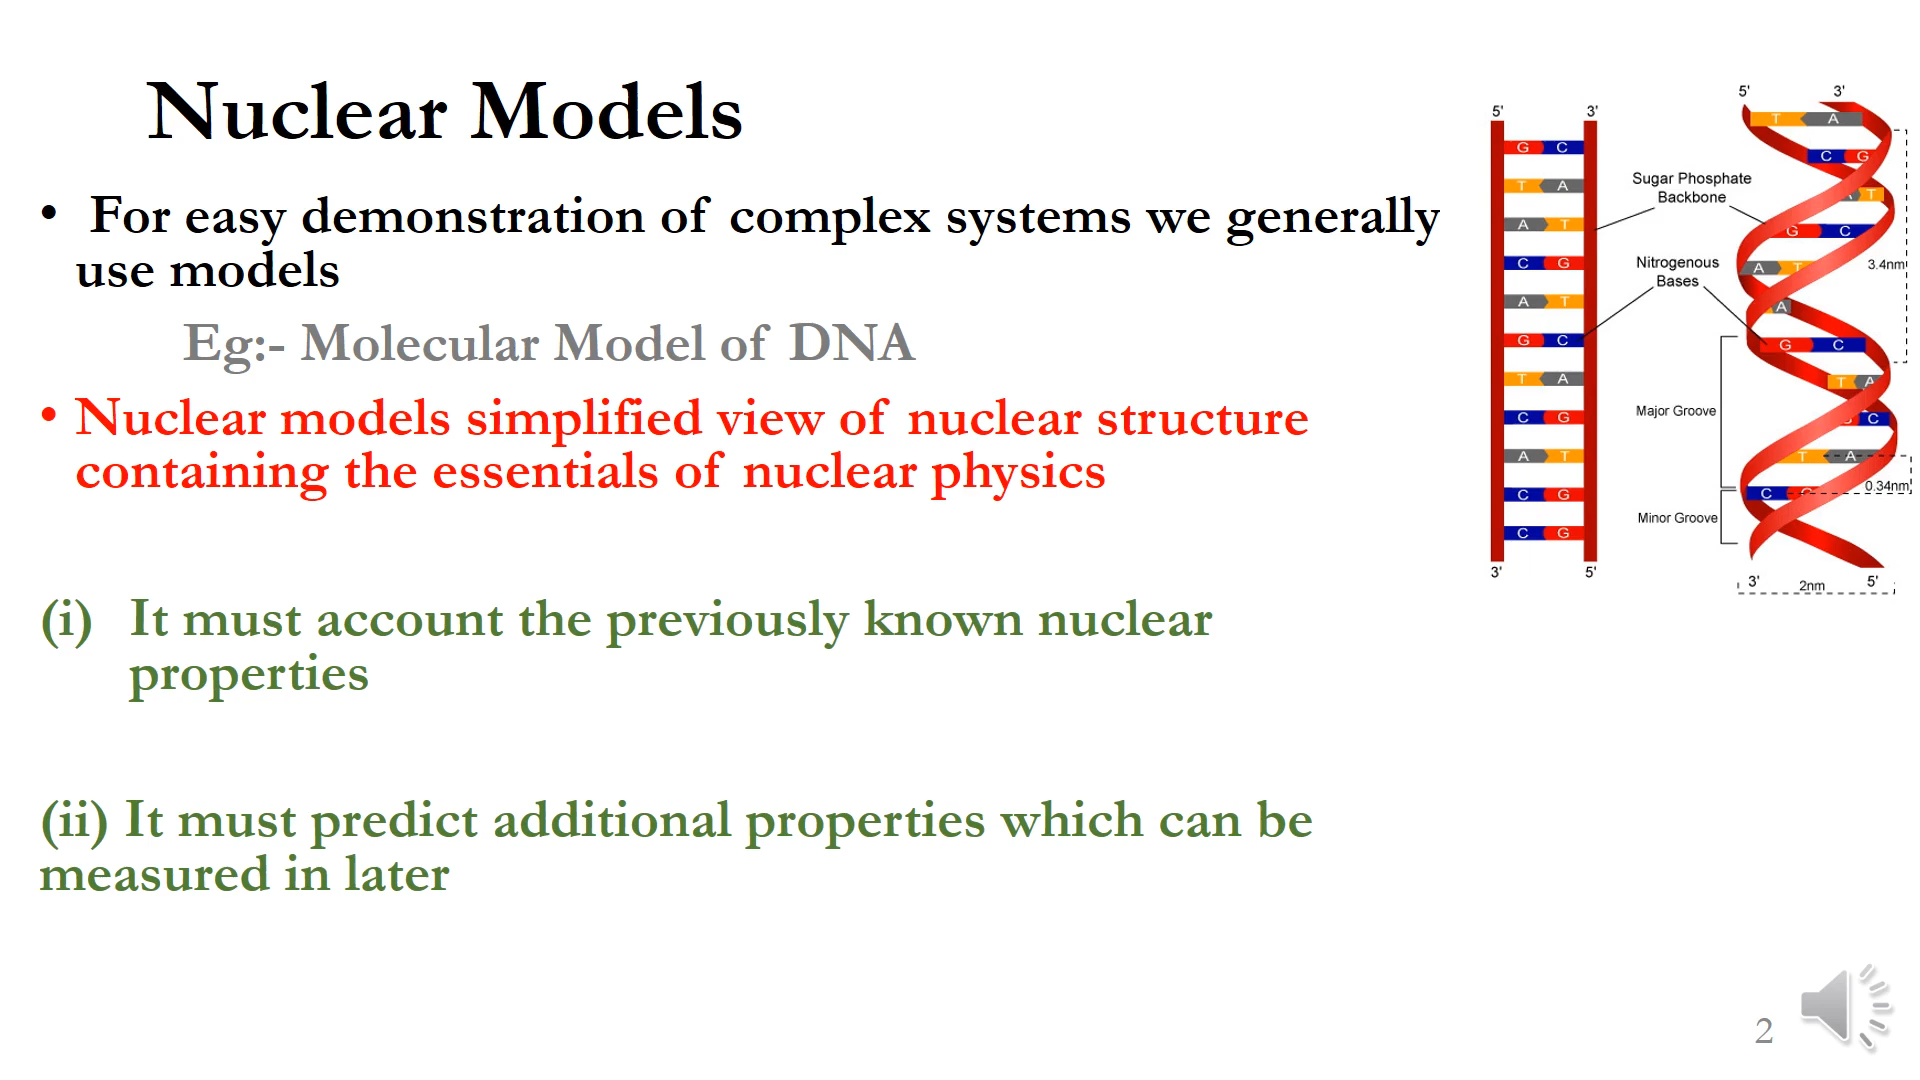 Nuclear Models
• For easy demonstration of complex systems we generally
use models
Eg:- Molecular Model of DNA
• Nuclear models simplified view of nuclear structure
containing the essentials of nuclear physics
(i) It must account the previously known nuclear
properties
(ii) It must predict additional properties which can be
measured in later
5' 3'
G C
T A
A T
C G
A T
G C
T A
C G
A T
C G
C G
3' 5'
Sugar Phosphate
Backbone
Nitrogenous
Bases
Major Groove
Minor Groove
5' 3'
T A
C G
A T
G C
A T
A
G C
T A
G C
T A
C G
3.4nm
0.34nm
3' 5'
2nm
2